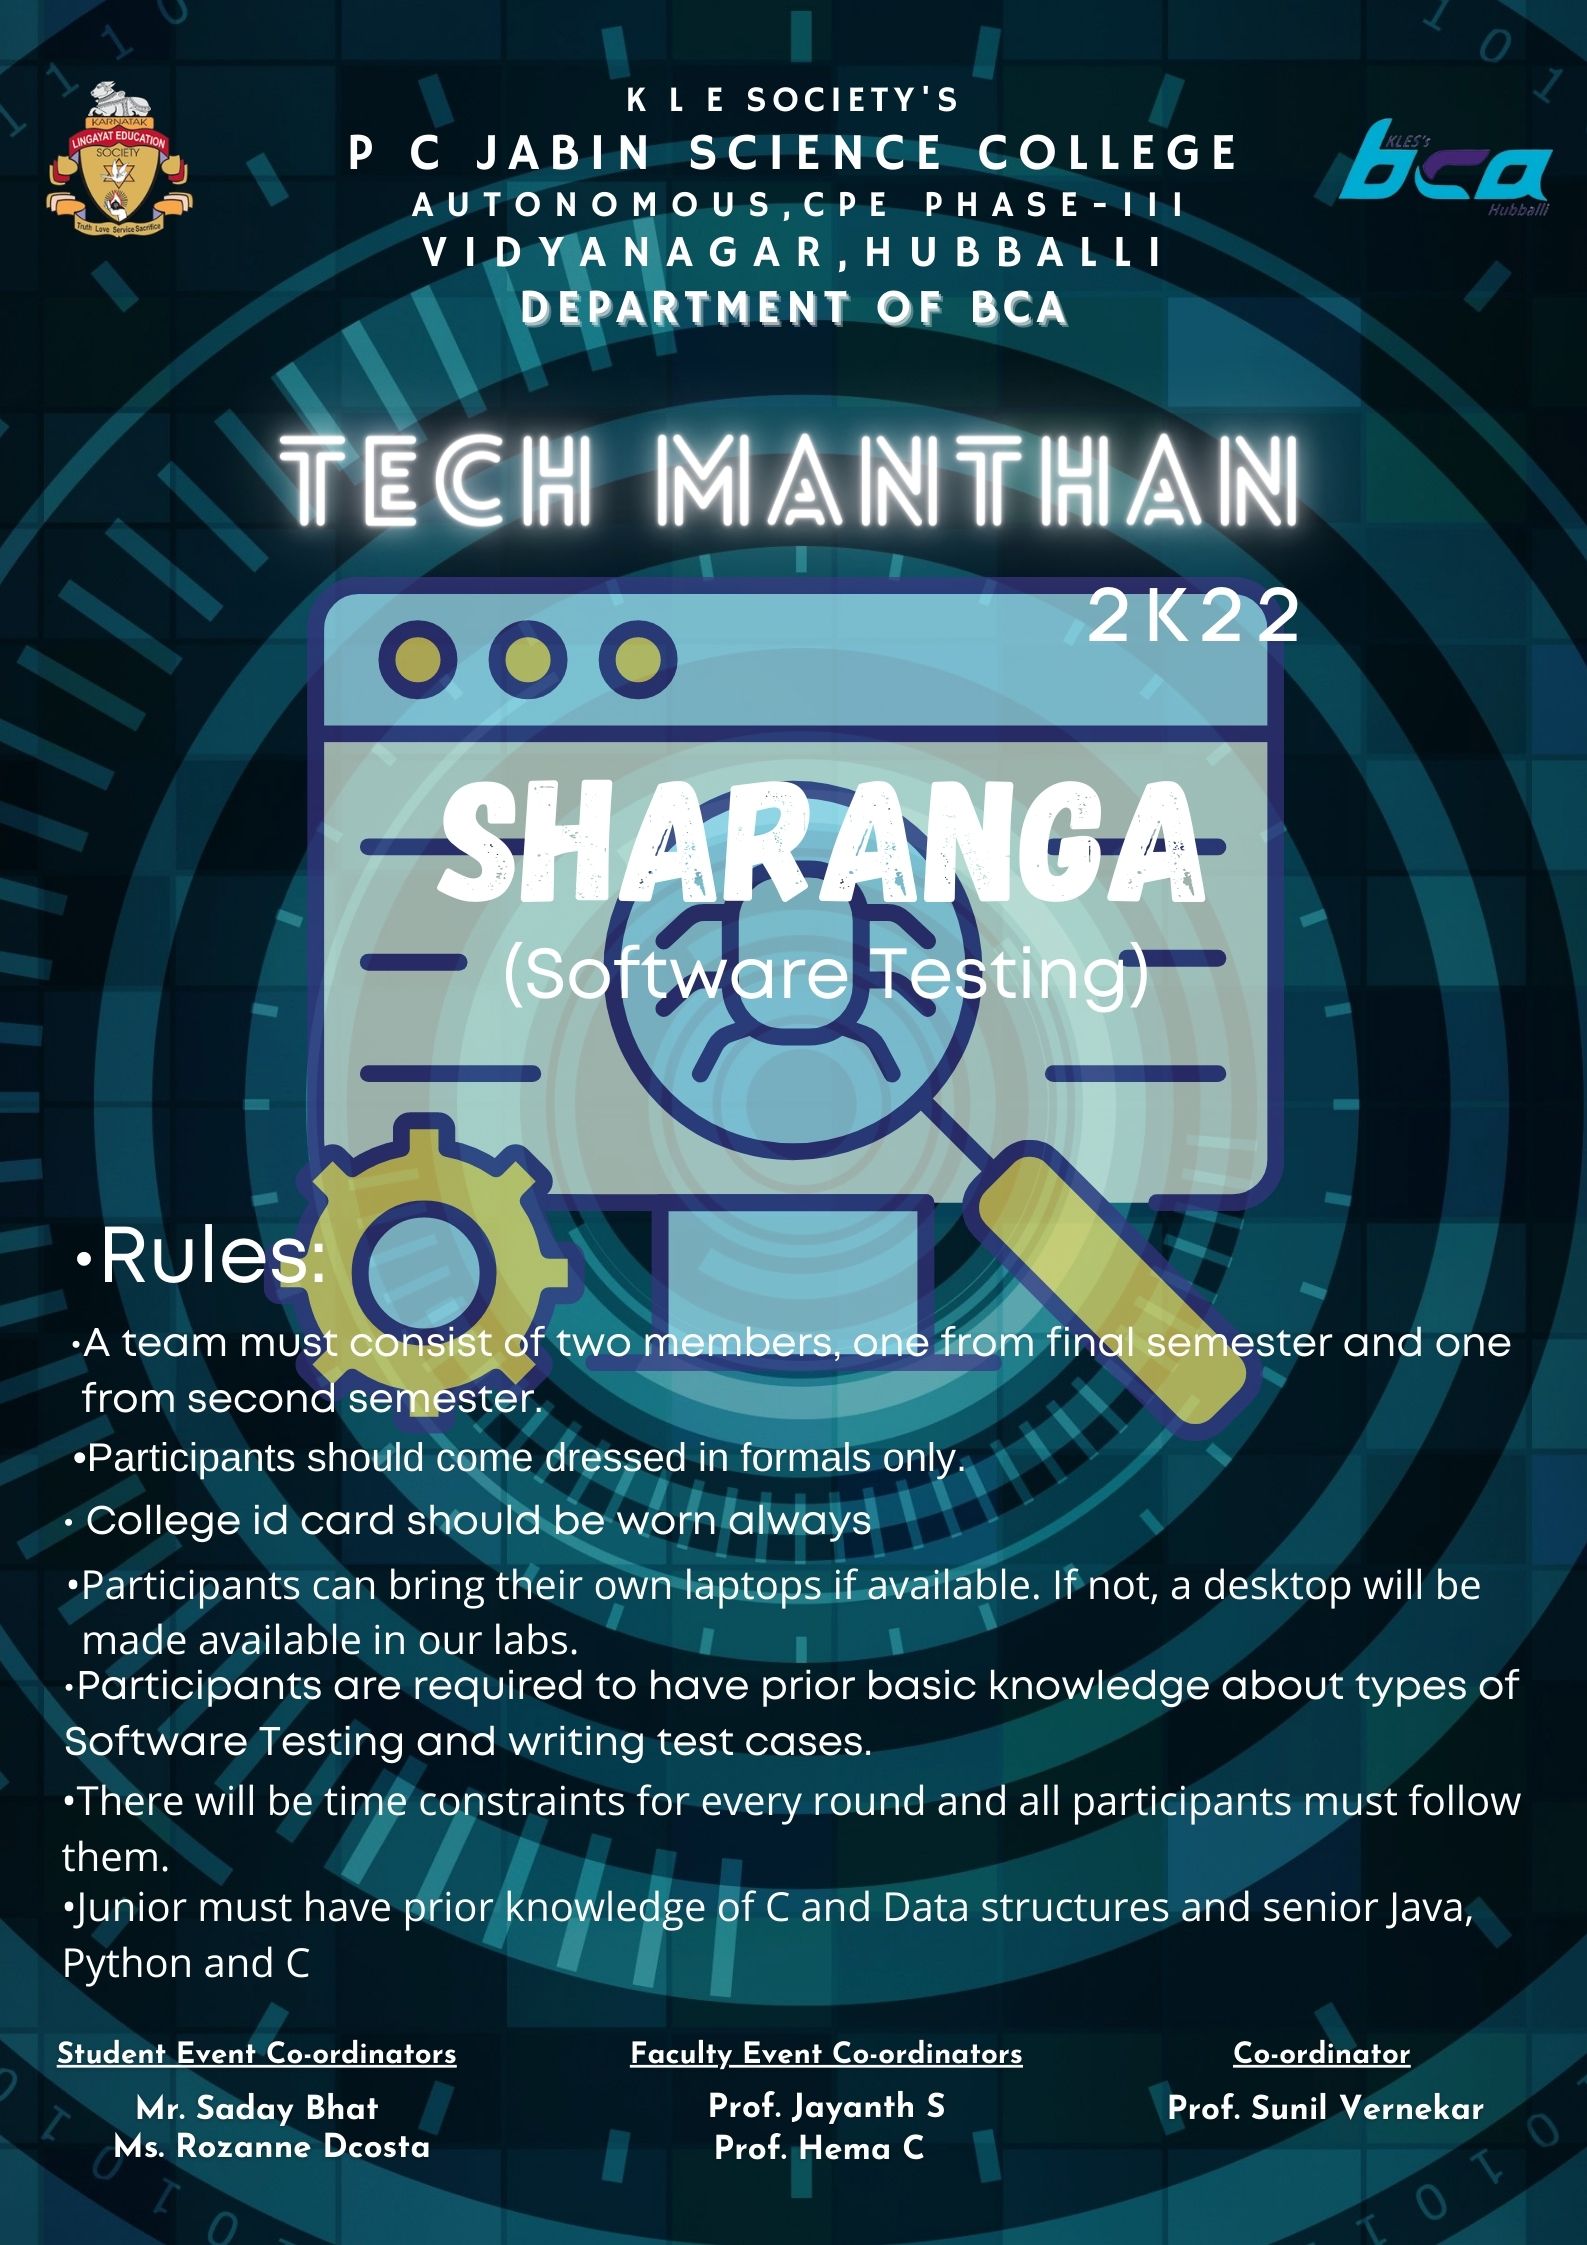 K L E SOCIETY'S
P C JABIN SCIENCE COLLEGE
AUTONOMOUS,CPE PHASE-III
VIDYANAGAR,HUBBALLI
DEPARTMENT OF BCA
KARNATAK
LINGAYAT EDUCATION
SOCIETY
Truth Love Service Sacrifice
KLES's
bca
Hubballi
TECH MANTHAN
2K22
SHARANGA
(Software Testing)
•Rules:
•A team must consist of two members, one from final semester and one
from second semester.
•Participants should come dressed in formals only.
• College id card should be worn always
•Participants can bring their own laptops if available. If not, a desktop will be
made available in our labs.
•Participants are required to have prior basic knowledge about types of
Software Testing and writing test cases.
•There will be time constraints for every round and all participants must follow
them.
•Junior must have prior knowledge of C and Data structures and senior Java,
Python and C
Student Event Co-ordinators
Mr. Saday Bhat
Ms. Rozanne Dcosta
Faculty Event Co-ordinators
Prof. Jayanth S
Prof. Hema C
Co-ordinator
Prof. Sunil Vernekar